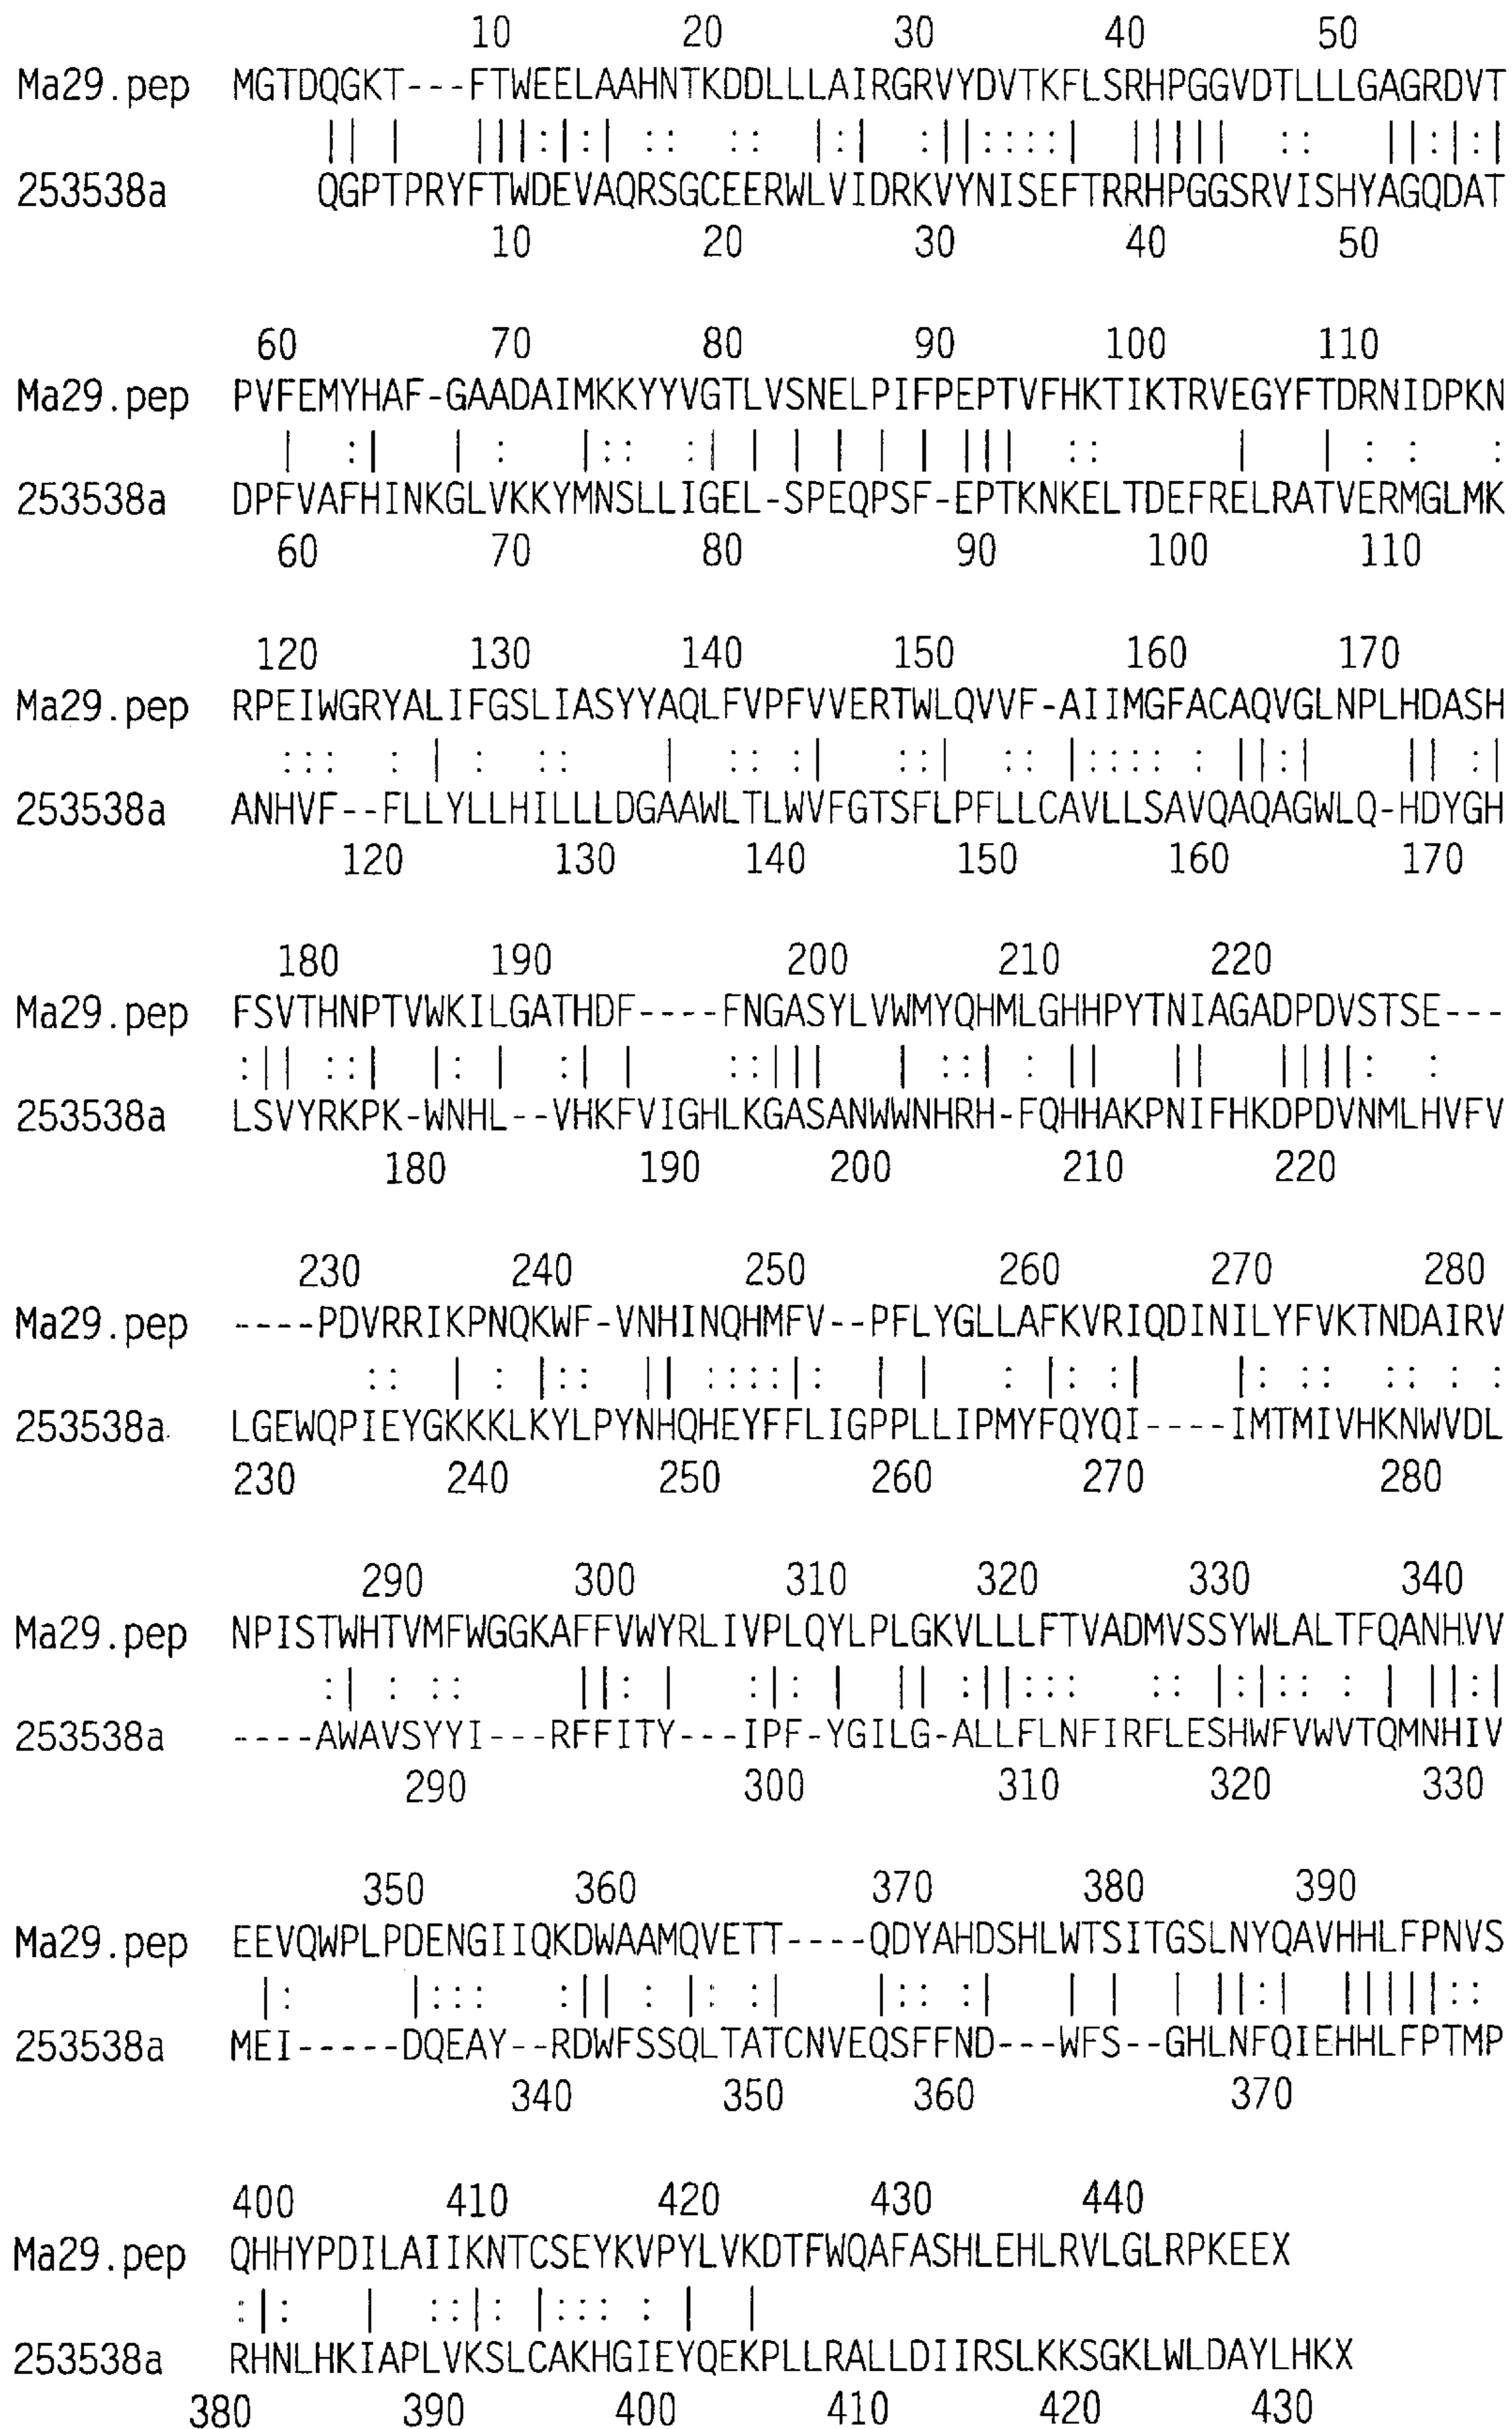 10 20 30 40 50
Ma29.pep MGTDQGKT---FTWEELAAHNTKDDLLLAIRGRVYDVTKFLSRHPGGVDTLLLGAGRDVT
|| | |||:|:| :: :: |:| :||::::| ||||| :: ||:|:|
253538a QGPTPRYFTWDEVAQRSGCEERWLVIDRKVYNISEFTRRHPGGSRVISHYAGQDAT
10 20 30 40 50
60 70 80 90 100 110
Ma29.pep PVFEMYHAF-GAADAIMKKYYVGTLVSNELPIFPEPTVFHKTIKTRVEGYFTDRNIDPKN
| :| | : |:: :| | | | | | ||| :: | | : : :
253538a DPFVAFHINKGLVKKYMNSLLIGEL-SPEQPSF-EPTKNKELTDEFRELRATVERMGLMK
60 70 80 90 100 110
120 130 140 150 160 170
Ma29.pep RPEIWGRYALIFGSLIASYYAQLFVPFVVERTWLQVVF-AIIMGFACAQVGLNPLHDASH
::: : | : :: | :: :| ::| :: |:::: : ||:| || :|
253538a ANHVF--FLLYLLHILLLDGAAWLTLWVFGTSFLPFLLCAVLLSAVQAQAGWLQ-HDYGH
120 130 140 150 160 170
180 190 200 210 220
Ma29.pep FSVTHNPTVWKILGATHDF----FNGASYLVWMYQHMLGHHPYTNIAGADPDVSTSE---
:|| ::| |: | :| | ::||| | ::| : || || ||||: :
253538a LSVYRKPK-WNHL--VHKFVIGHLKGASANWWNHRH-FQHHAKPNIFHKDPDVNMLHVFV
180 190 200 210 220
230 240 250 260 270 280
Ma29.pep ----PDVRRIKPNQKWF-VNHINQHMFV--PFLYGLLAFKVRIQDINILYFVKTNDAIRV
:: | : |:: || ::::|: | | : |: :| |: :: :: : :
253538a LGEWQPIEYGKKKLKYLPYNHQHEYFFLIGPPLLIPMYFQYQI----IMTMIVHKNWVDL
230 240 250 260 270 280
290 300 310 320 330 340
Ma29.pep NPISTWHTVMFWGGKAFFVWYRLIVPLQYLPLGKVLLLFTVADMVSSYWLALTFQANHVV
:| : :: ||: | :|: | || :||::: :: |:|:: : | ||:|
253538a ----AWAVSYYI---RFFITY---IPF-YGILG-ALLFLNFIRFLESHWFVWVTQMNHIV
290 300 310 320 330
350 360 370 380 390
Ma29.pep EEVQWPLPDENGIIQKDWAAMQVETT----QDYAHDSHLWTSITGSLNYQAVHHLFPNVS
|: |::: :|| : |: :| |:: :| | | | ||:| |||||::
253538a MEI-----DQEAY--RDWFSSQLTATCNVEQSFFND---WFS--GHLNFQIEHHLFPTMP
340 350 360 370
400 410 420 430 440
Ma29.pep QHHYPDILAIIKNTCSEYKVPYLVKDTFWQAFASHLEHLRVLGLRPKEEX
:|: | ::|: |::: : | |
253538a RHNLHKIAPLVKSLCAKHGIEYQEKPLLRALLDIIRSLKKSGKLWLDAYLHKX
380 390 400 410 420 430